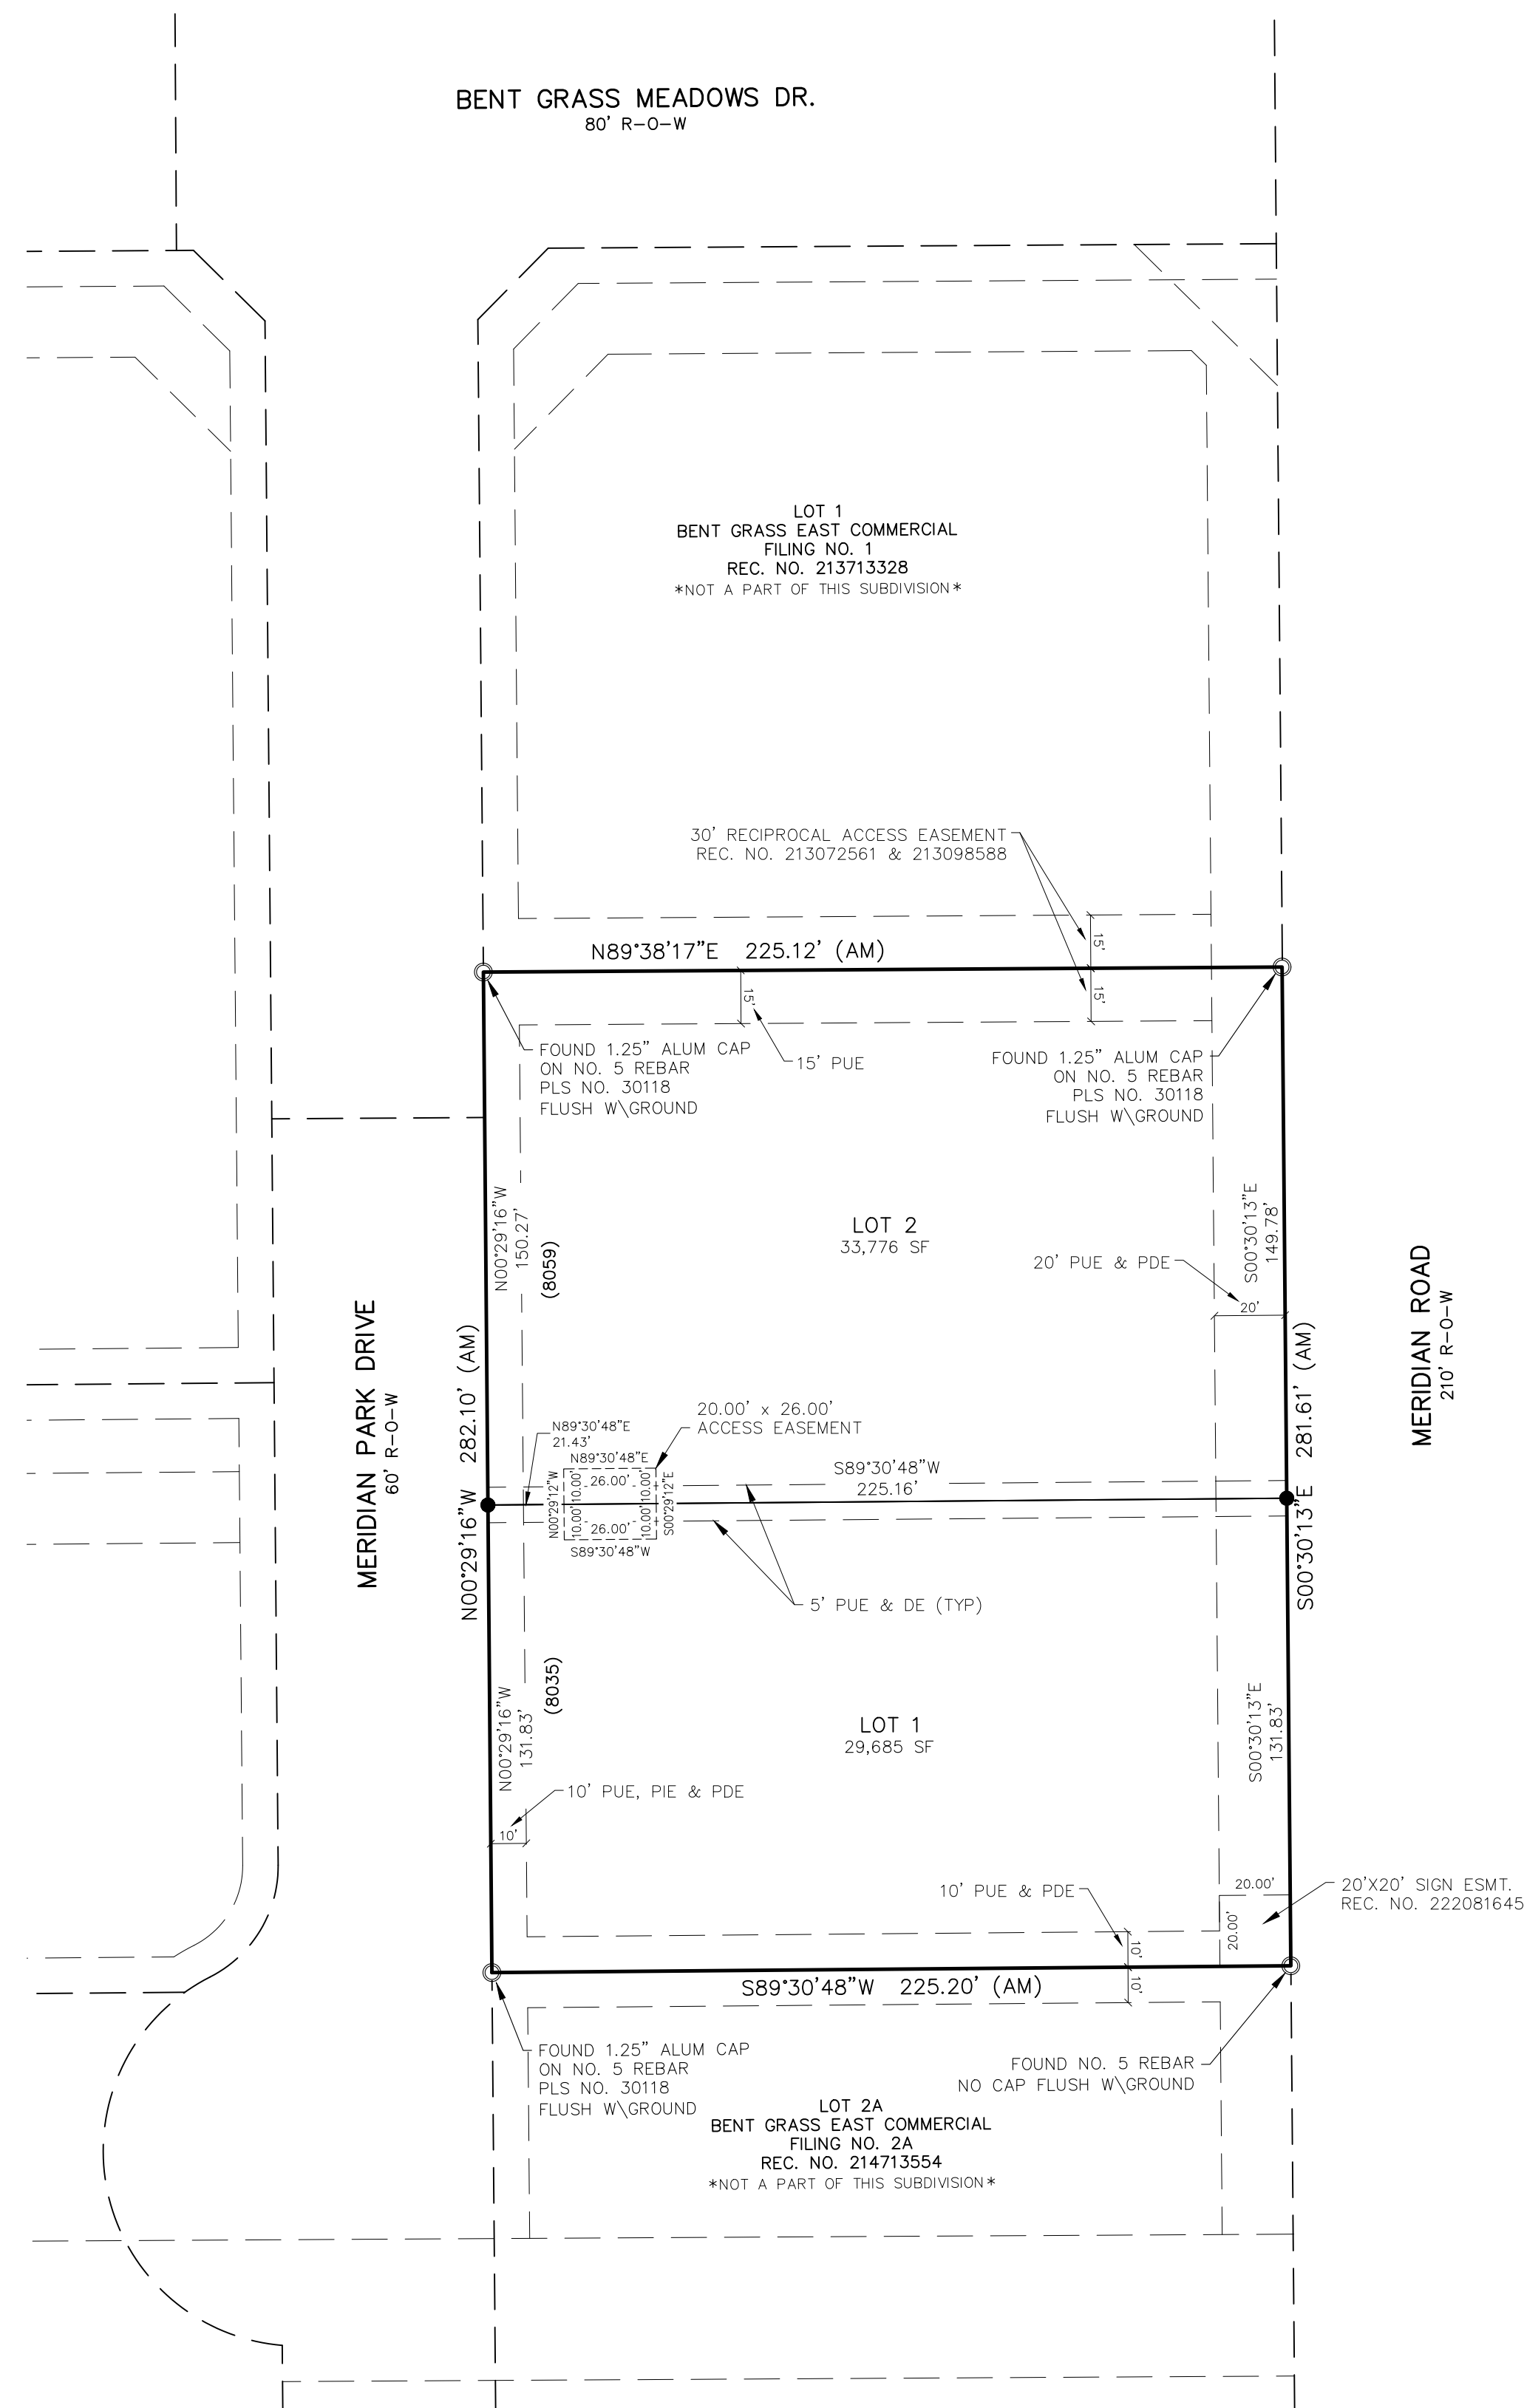 BENT GRASS MEADOWS DR.
80' R-O-W
LOT 1
BENT GRASS EAST COMMERCIAL
FILING NO. 1
REC. NO. 213713328
*NOT A PART OF THIS SUBDIVISION*
30' RECIPROCAL ACCESS EASEMENT
REC. NO. 213072561 & 213098588
15'
N89°38'17"E 225.12' (AM)
15'
15'
FOUND 1.25" ALUM CAP
ON NO. 5 REBAR
PLS NO. 30118
FLUSH W\GROUND
15' PUE
FOUND 1.25" ALUM CAP
ON NO. 5 REBAR
PLS NO. 30118
FLUSH W\GROUND
N00°29'16"W
150.27'
(8059)
LOT 2
33,776 SF
20' PUE & PDE
S00°30'13"E
149.78'
20'
MERIDIAN PARK DRIVE
60' R-O-W
N00°29'16"W 282.10' (AM)
S00°30'13"E 281.61' (AM)
MERIDIAN ROAD
210' R-O-W
20.00' x 26.00'
ACCESS EASEMENT
N89°30'48"E
21.43'
N89°30'48"E
26.00'
N00°29'12"W
10.00'
10.00'
10.00'
10.00'
S00°29'12"E
26.00'
S89°30'48"W
S89°30'48"W
225.16'
5' PUE & DE (TYP)
N00°29'16"W
131.83'
(8035)
LOT 1
29,685 SF
S00°30'13"E
131.83'
10' PUE, PIE & PDE
10'
10' PUE & PDE
10'
10'
20.00'
20.00'
20'X20' SIGN ESMT.
REC. NO. 222081645
S89°30'48"W 225.20' (AM)
FOUND 1.25" ALUM CAP
ON NO. 5 REBAR
PLS NO. 30118
FLUSH W\GROUND
FOUND NO. 5 REBAR
NO CAP FLUSH W\GROUND
LOT 2A
BENT GRASS EAST COMMERCIAL
FILING NO. 2A
REC. NO. 214713554
*NOT A PART OF THIS SUBDIVISION*